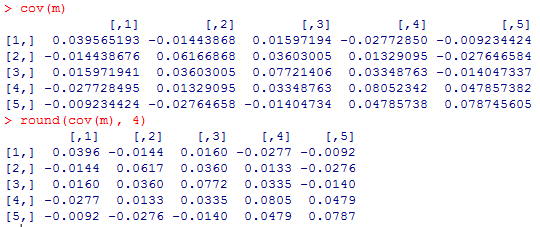 > cov(m)
             [,1]        [,2]        [,3]        [,4]         [,5]
[1,]  0.039565193 -0.01443868  0.01597194 -0.02772850 -0.009234424
[2,] -0.014438676  0.06166868  0.03603005  0.01329095 -0.027646584
[3,]  0.015971941  0.03603005  0.07721406  0.03348763 -0.014047337
[4,] -0.027728495  0.01329095  0.03348763  0.08052342  0.047857382
[5,] -0.009234424 -0.02764658 -0.01404734  0.04785738  0.078745605
> round(cov(m), 4)
        [,1]    [,2]    [,3]    [,4]    [,5]
[1,]  0.0396 -0.0144  0.0160 -0.0277 -0.0092
[2,] -0.0144  0.0617  0.0360  0.0133 -0.0276
[3,]  0.0160  0.0360  0.0772  0.0335 -0.0140
[4,] -0.0277  0.0133  0.0335  0.0805  0.0479
[5,] -0.0092 -0.0276 -0.0140  0.0479  0.0787